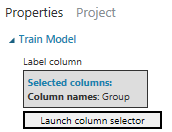 Properties Project
Train Model
Label column
Selected columns:
Column names: Group
Launch column selector